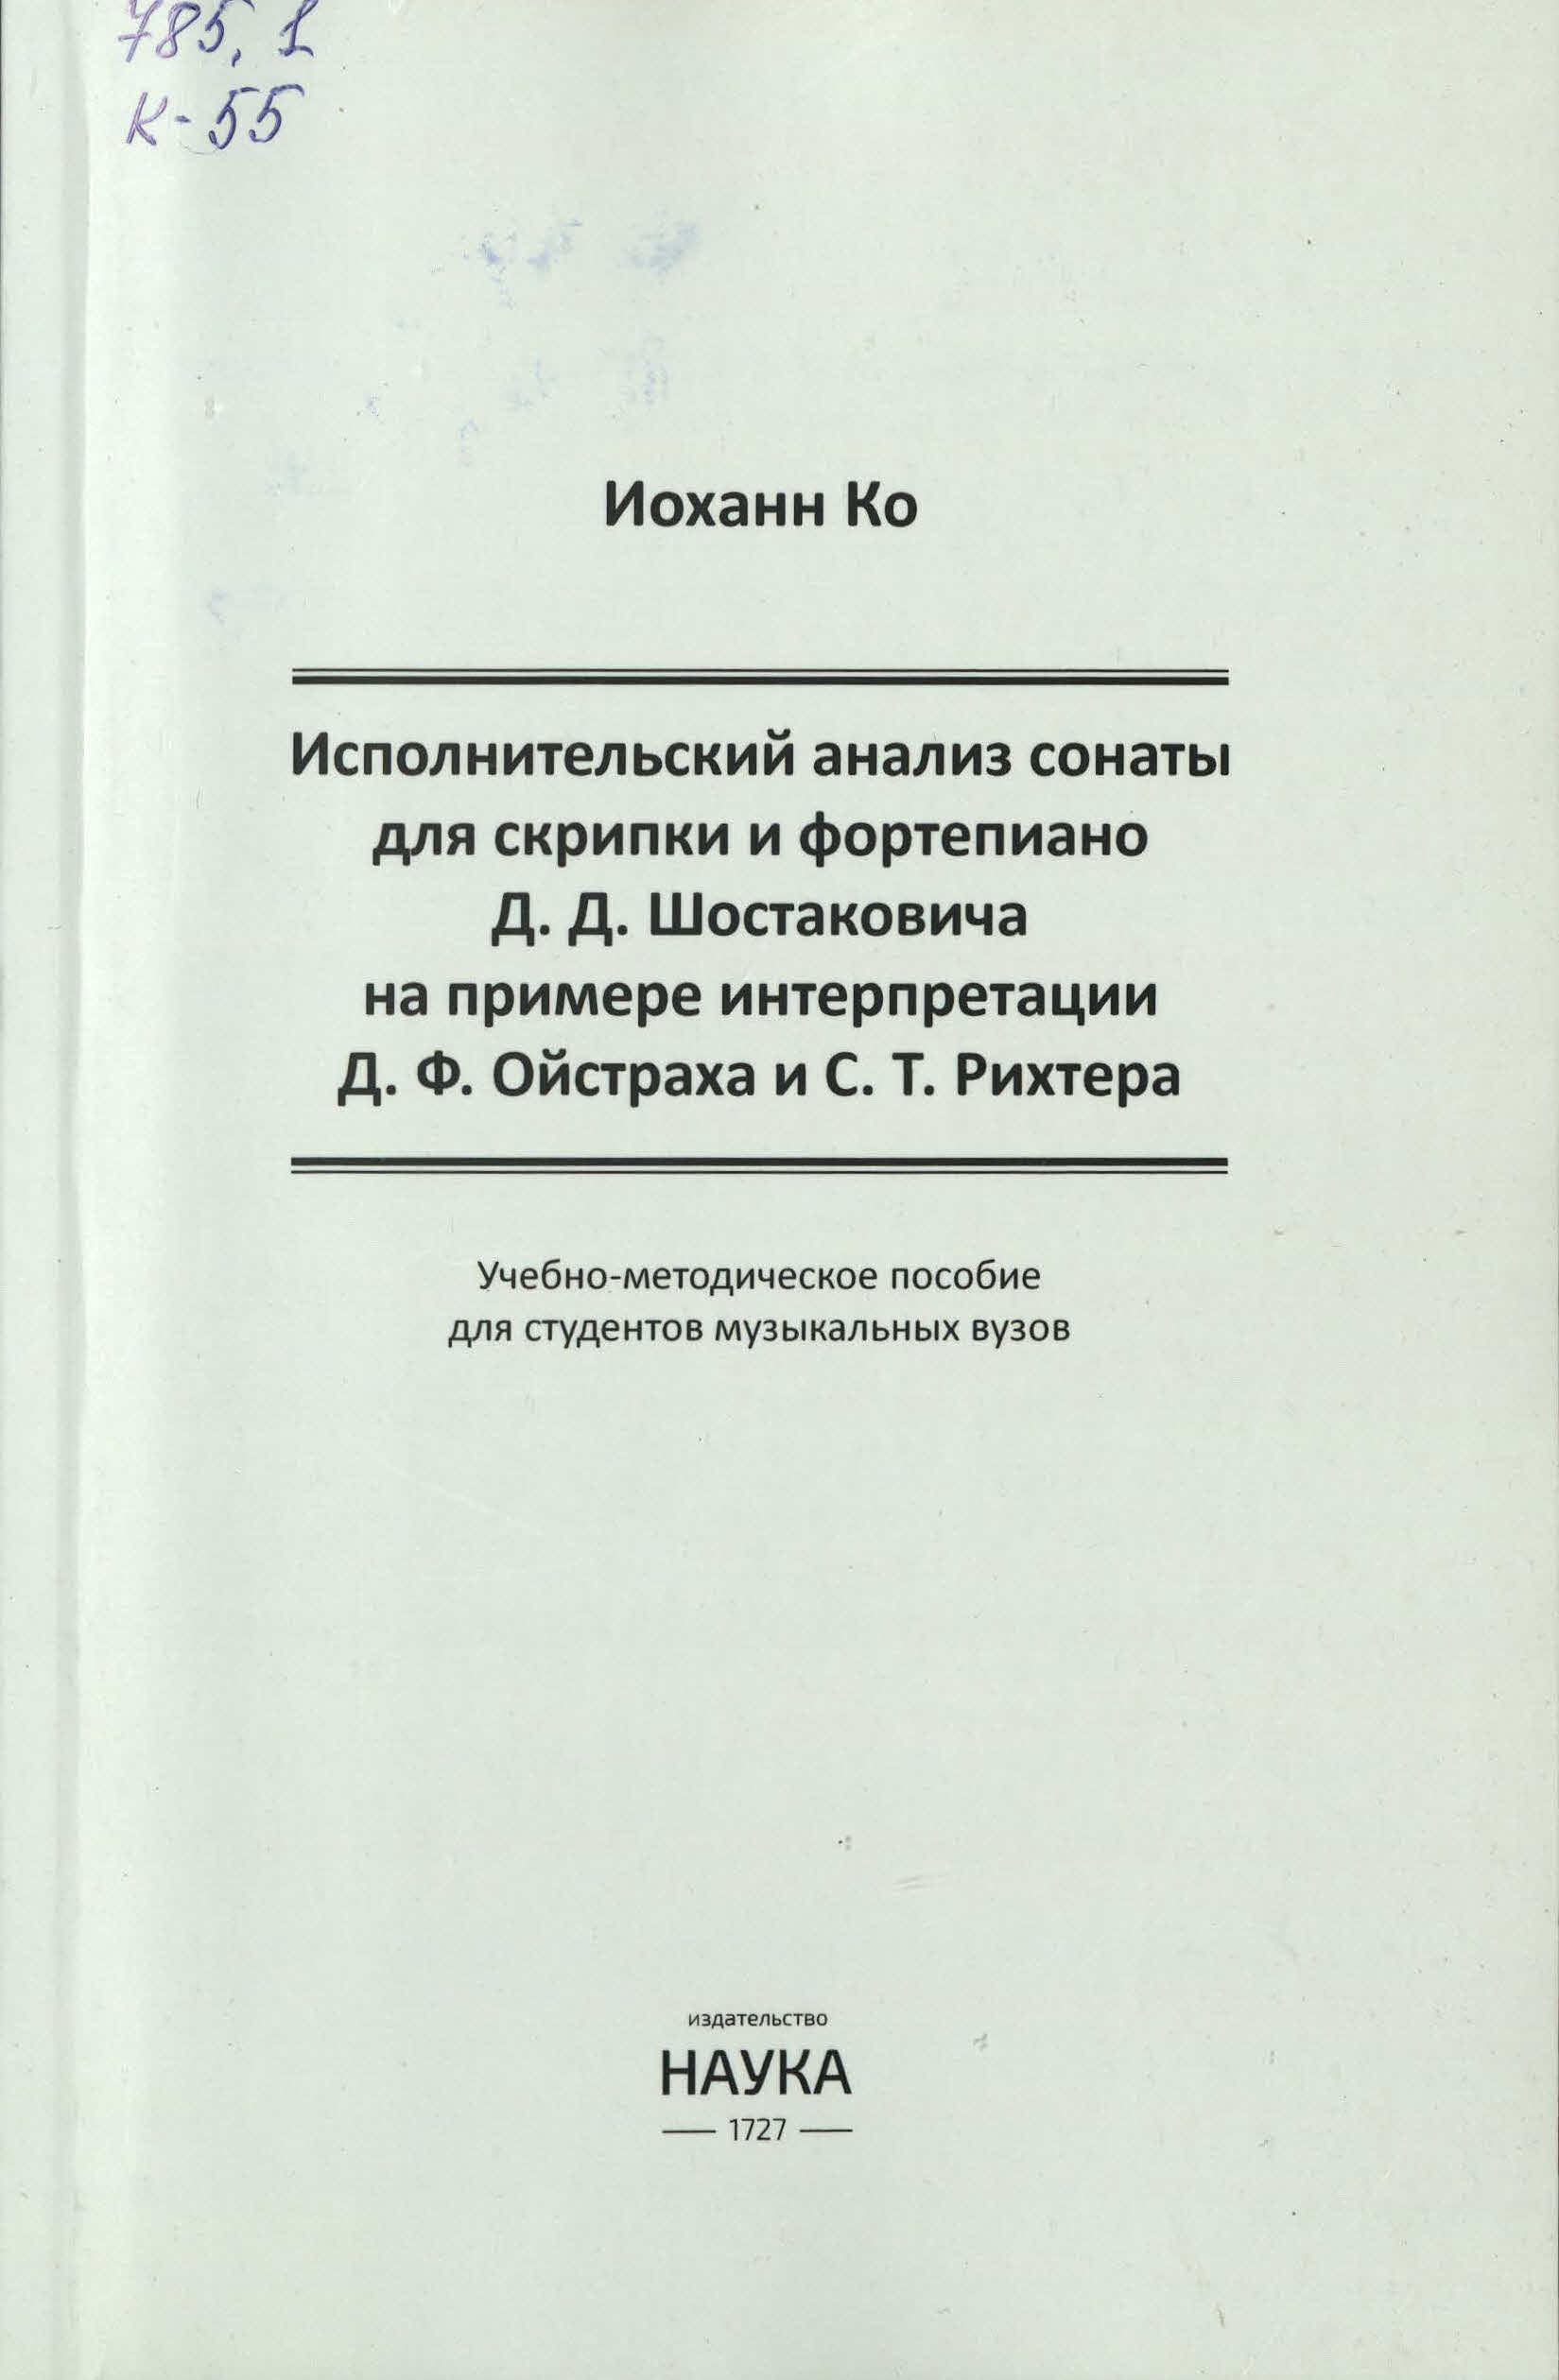 785.1
К-55
Иоханн Ко
Исполнительский анализ сонаты
для скрипки и фортепиано
Д. Д. Шостаковича
на примере интерпретации
Д. Ф. Ойстраха и С. Т. Рихтера
Учебно-методическое пособие
для студентов музыкальных вузов
издательство
НАУКА
— 1727 —